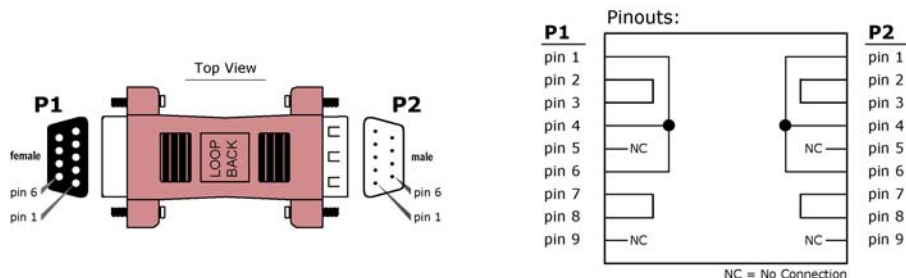 Top View
P1
P2
female
male
pin 6
pin 1
LOOP
BACK
pin 6
pin 1
Pinouts:
P1
P2
pin 1
pin 2
pin 3
pin 4
pin 5
pin 6
pin 7
pin 8
pin 9
NC
NC
NC
NC
pin 1
pin 2
pin 3
pin 4
pin 5
pin 6
pin 7
pin 8
pin 9
NC = No Connection